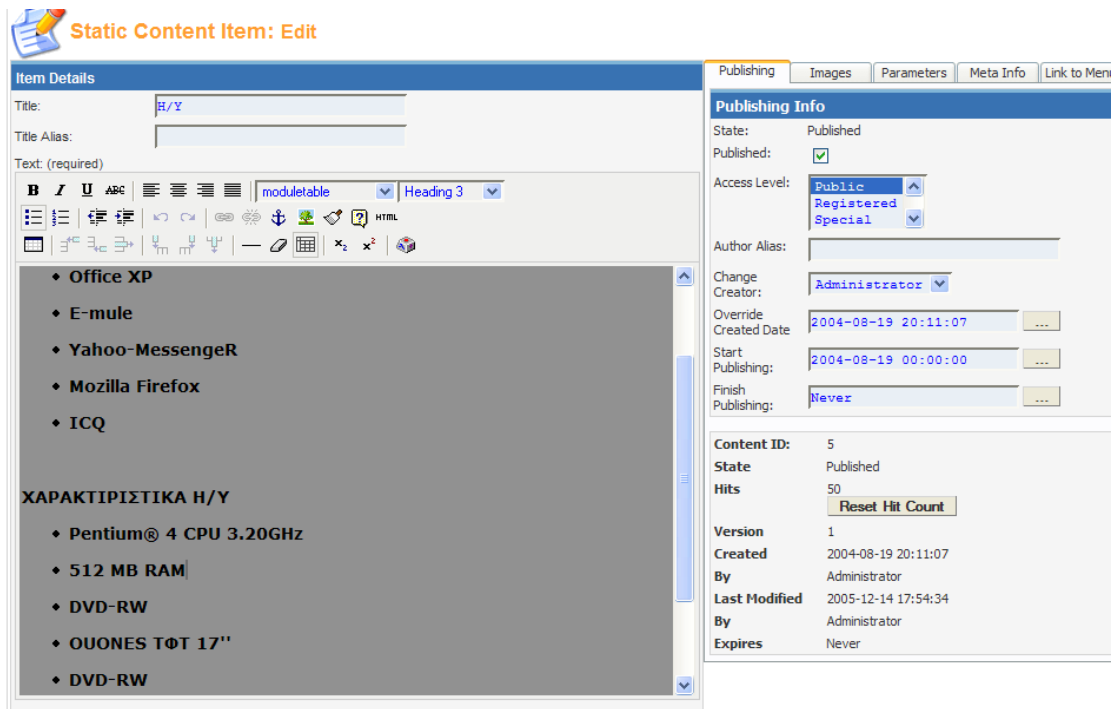 Static Content Item: Edit
Item Details
Title: H/Y
Title Alias:
Text: (required)
B I U ABC moduletable Heading 3
HTML
x₂ x²
Office XP
E-mule
Yahoo-MessengeR
Mozilla Firefox
ICQ
ΧΑΡΑΚΤΙΡΙΣΤΙΚΑ Η/Υ
Pentium® 4 CPU 3.20GHz
512 MB RAM
DVD-RW
ΟUΟΝΕS ΤΦΤ 17''
DVD-RW
Publishing Images Parameters Meta Info Link to Menu
Publishing Info
State: Published
Published:
Access Level: Public
Registered
Special
Author Alias:
Change
Creator: Administrator
Override
Created Date 2004-08-19 20:11:07 ...
Start
Publishing: 2004-08-19 00:00:00 ...
Finish
Publishing: Never ...
Content ID: 5
State Published
Hits 50
Reset Hit Count
Version 1
Created 2004-08-19 20:11:07
By Administrator
Last Modified 2005-12-14 17:54:34
By Administrator
Expires Never